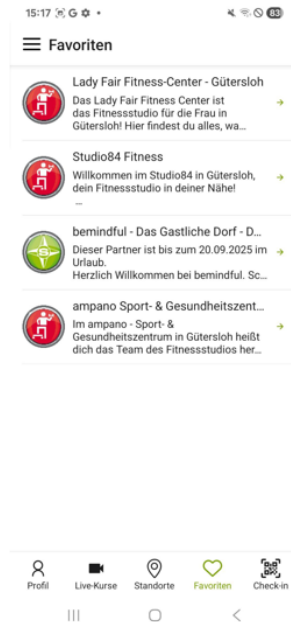 15:17 G
83
Favoriten
Lady Fair Fitness-Center - Gütersloh
Das Lady Fair Fitness Center ist
das Fitnessstudio für die Frau in
Gütersloh! Hier findest du alles, wa...
Studio84 Fitness
Willkommen im Studio84 in Gütersloh,
dein Fitnessstudio in deiner Nähe!
...
bemindful - Das Gastliche Dorf - D...
Dieser Partner ist bis zum 20.09.2025 im
Urlaub.
Herzlich Willkommen bei bemindful. Sc...
ampano Sport- & Gesundheitszent...
Im ampano - Sport- &
Gesundheitszentrum in Gütersloh heißt
dich das Team des Fitnessstudios her...
Profil
Live-Kurse
Standorte
Favoriten
Check-in